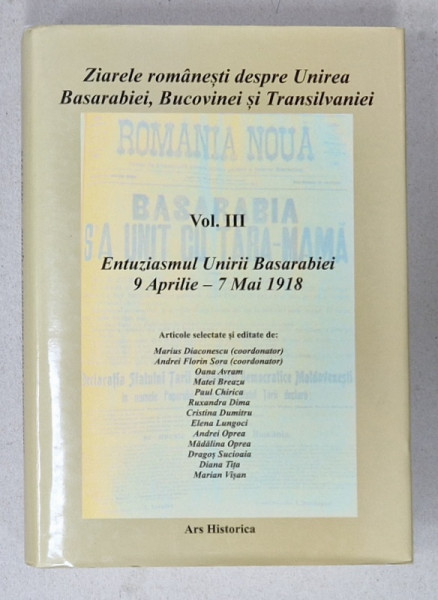 Ziarele românești despre Unirea
Basarabiei, Bucovinei și Transilvaniei
ROMANIA NOUĂ
BASARABIA
S'A UNIT CU ȚARA-MAMĂ
Vol. III
Entuziasmul Unirii Basarabiei
9 Aprilie – 7 Mai 1918
Articole selectate și editate de:
Marius Diaconescu (coordonator)
Andrei Florin Sora (coordonator)
Oana Avram
Matei Breazu
Paul Chirica
Ruxandra Dima
Cristina Dumitru
Elena Lungoci
Andrei Oprea
Mădălina Oprea
Dragoș Sucioaia
Diana Tița
Marian Vișan
Ars Historica